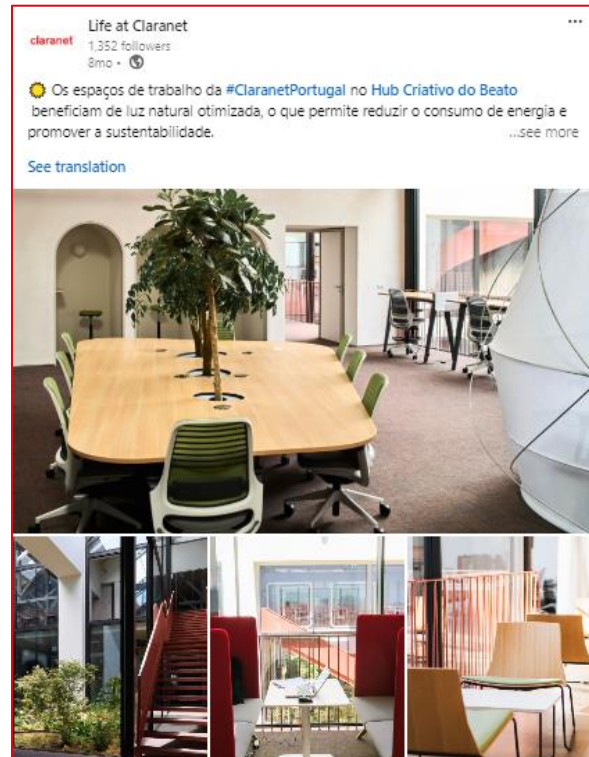 claranet
Life at Claranet
1,352 followers
8mo •
Os espaços de trabalho da #ClaranetPortugal no Hub Criativo do Beato
beneficiam de luz natural otimizada, o que permite reduzir o consumo de energia e
promover a sustentabilidade. ...see more
See translation